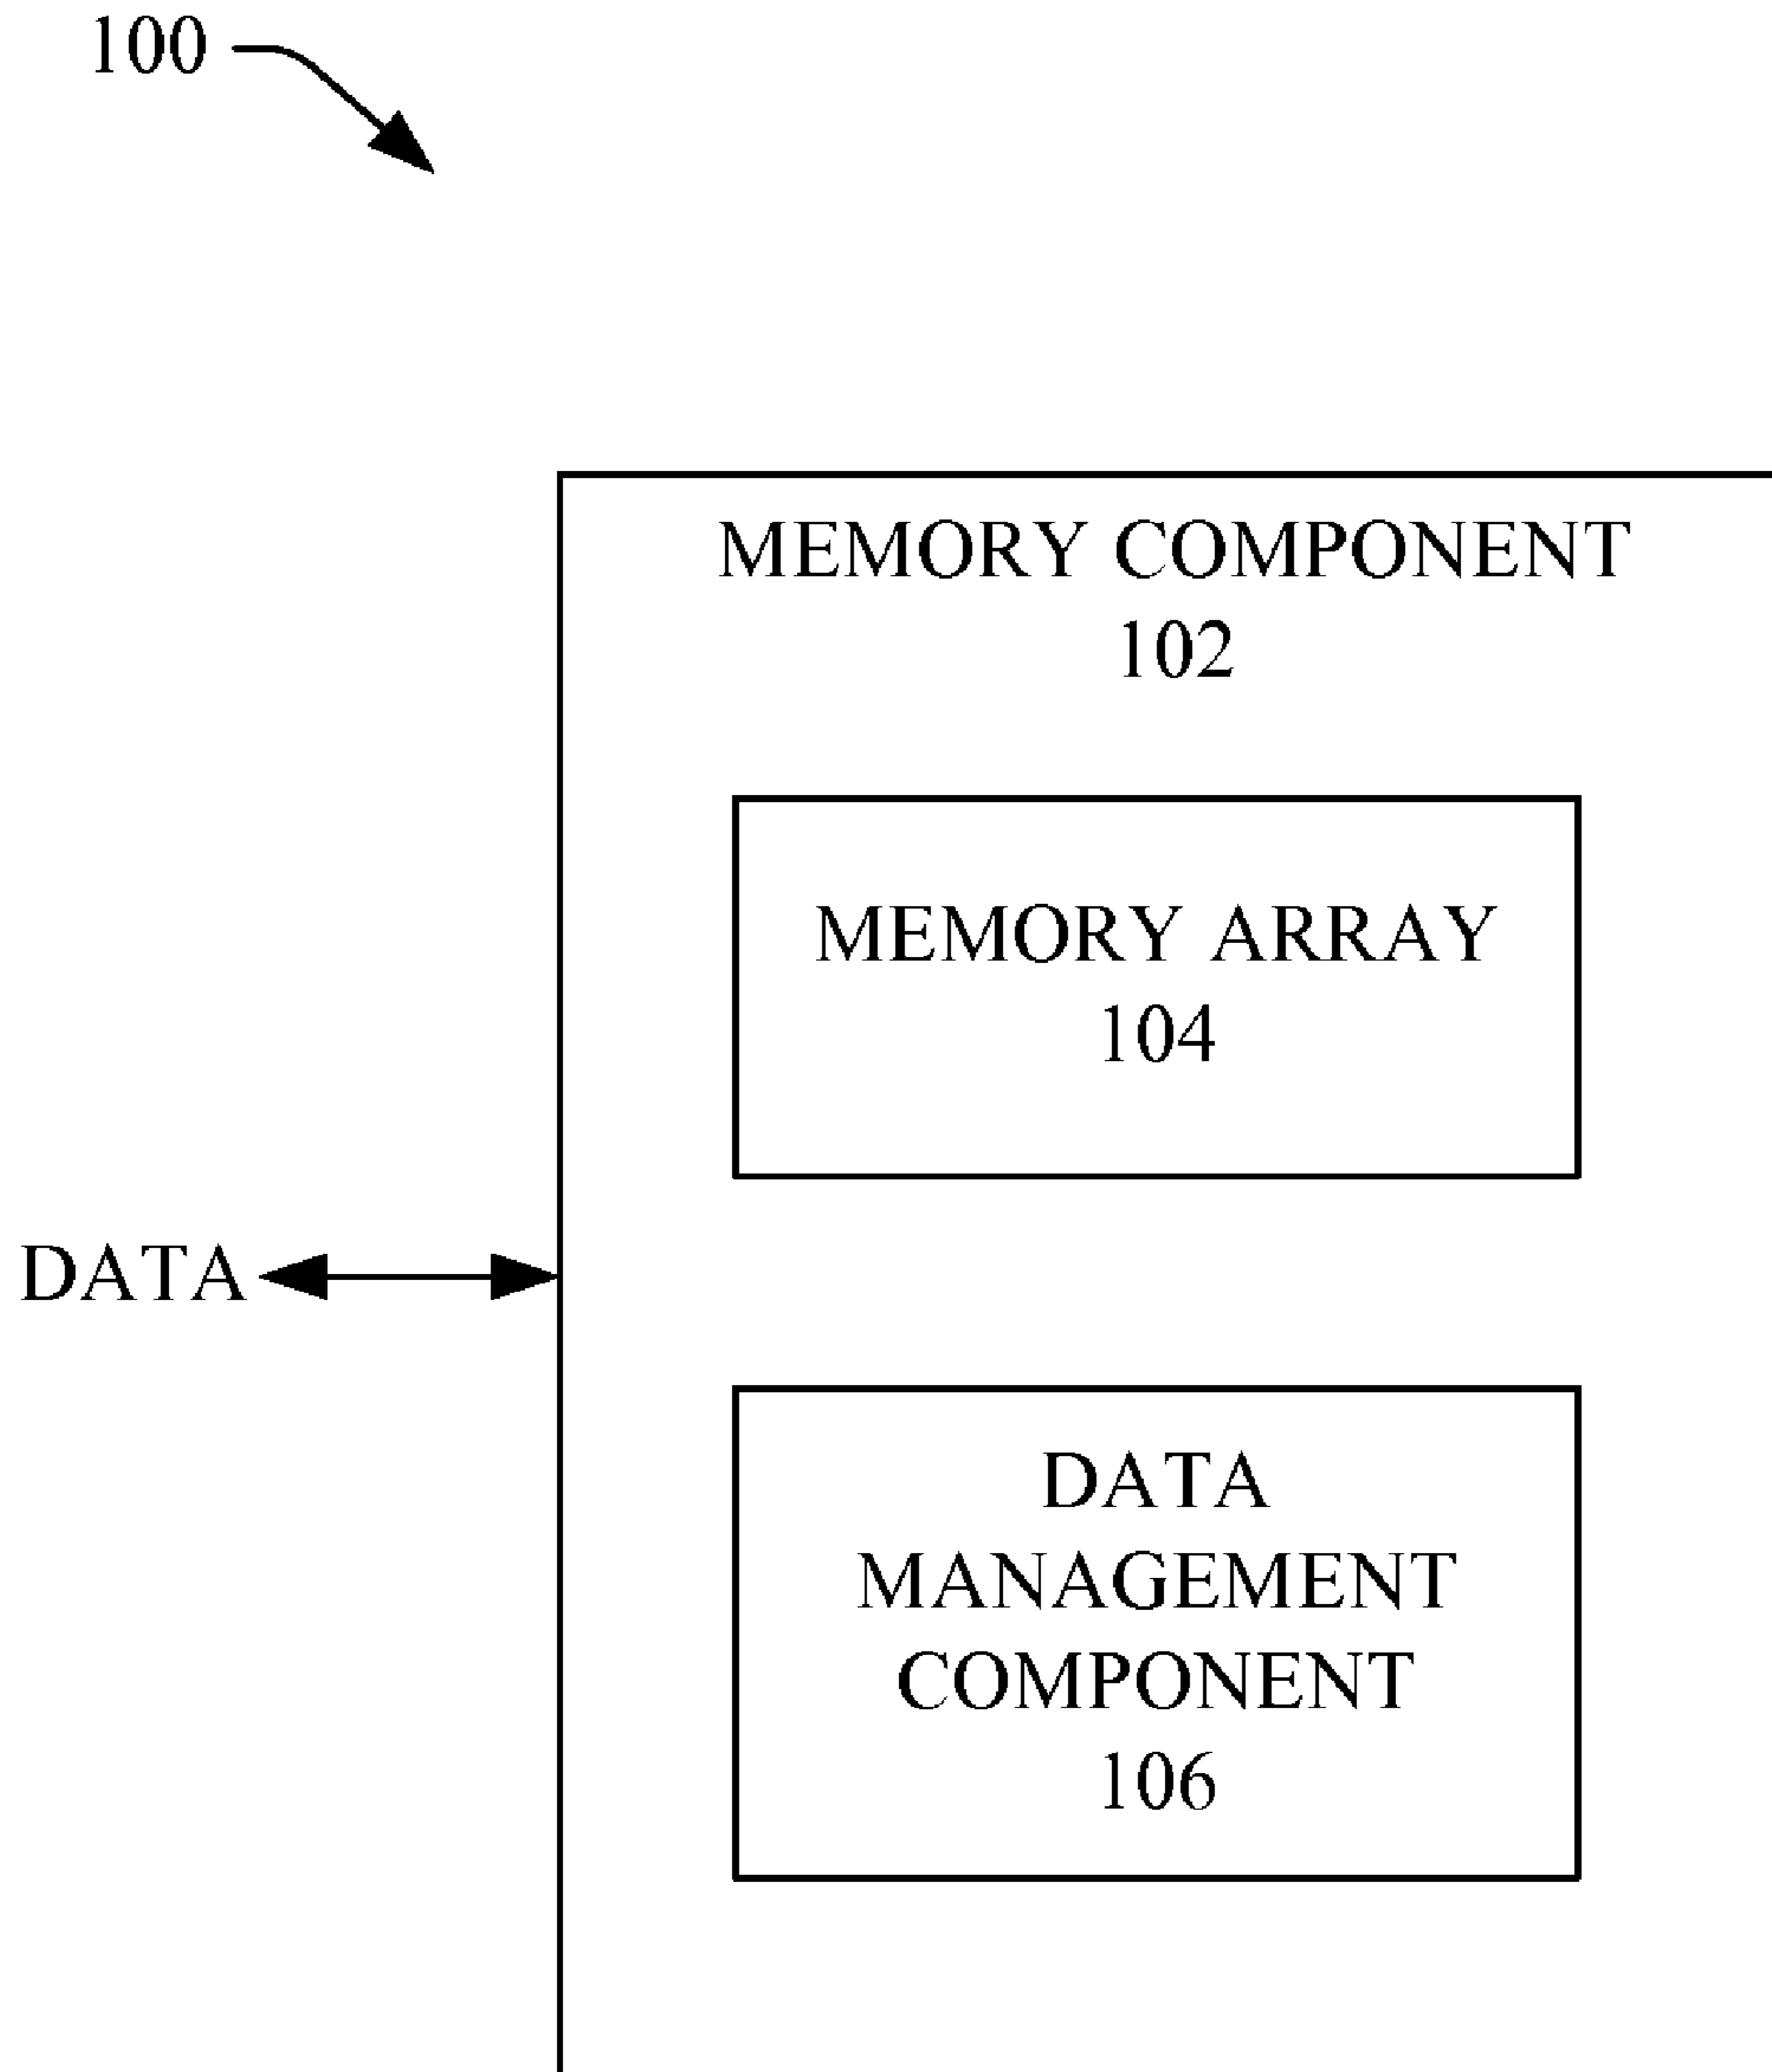 100
MEMORY COMPONENT
102
MEMORY ARRAY
104
DATA
DATA
MANAGEMENT
COMPONENT
106